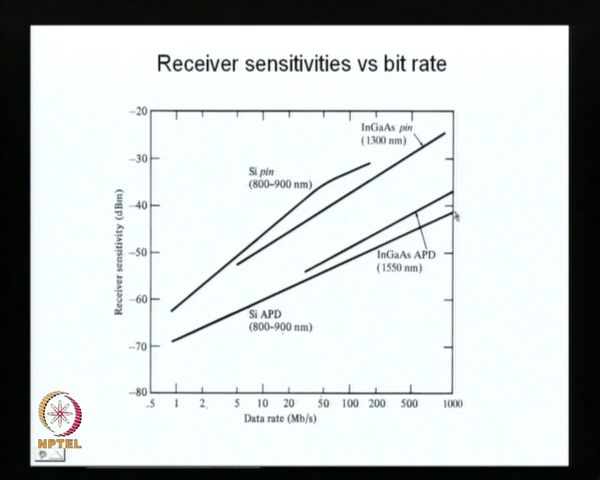 Receiver sensitivities vs bit rate
Receiver sensitivity (dBm)
−20
−30
−40
−50
−60
−70
−80
InGaAs pin
(1300 nm)
Si pin
(800–900 nm)
InGaAs APD
(1550 nm)
Si APD
(800–900 nm)
.5 1 2 5 10 20 50 100 200 500 1000
Data rate (Mb/s)
NPTEL